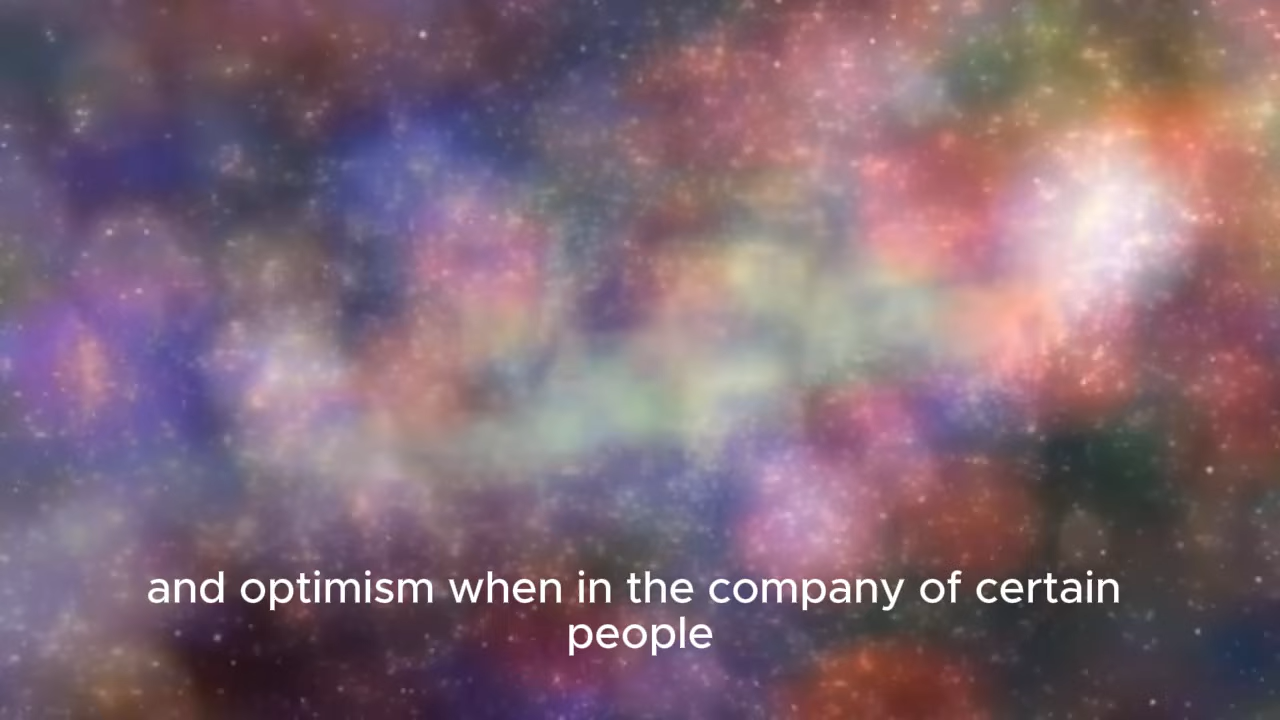 and optimism when in the company of certain
people